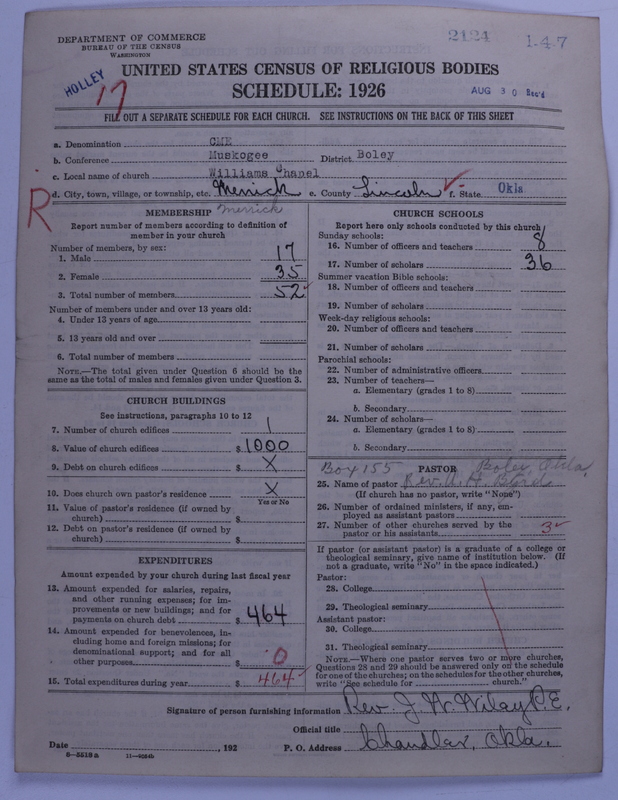 DEPARTMENT OF COMMERCE
BUREAU OF THE CENSUS
WASHINGTON
2124
1-4-7
HOLLEY
17
UNITED STATES CENSUS OF RELIGIOUS BODIES
SCHEDULE: 1926
AUG 30 Rec'd
FILL OUT A SEPARATE SCHEDULE FOR EACH CHURCH. SEE INSTRUCTIONS ON THE BACK OF THIS SHEET
a. Denomination CME
b. Conference Muskogee District Boley
c. Local name of church Williams Chapel
R
d. City, town, village, or township, etc. Merrick e. County Lincoln f. State Okla
Merrick
MEMBERSHIP
Report number of members according to definition of member in your church
Number of members, by sex:
1. Male 17
2. Female 35
3. Total number of members 52
Number of members under and over 13 years old:
4. Under 13 years of age
5. 13 years old and over
6. Total number of members
NOTE.—The total given under Question 6 should be the
same as the total of males and females given under Question 3.
CHURCH BUILDINGS
See instructions, paragraphs 10 to 12
7. Number of church edifices 1
8. Value of church edifices $ 1000
9. Debt on church edifices $ X
10. Does church own pastor's residence X
Yes or No
11. Value of pastor's residence (if owned by
church) $
12. Debt on pastor's residence (if owned by
church) $
EXPENDITURES
Amount expended by your church during last fiscal year
13. Amount expended for salaries, repairs,
and other running expenses; for im-
provements or new buildings; and for
payments on church debt $ 464
14. Amount expended for benevolences, in-
cluding home and foreign missions; for
denominational support; and for all
other purposes $ 0
15. Total expenditures during year $ 464
CHURCH SCHOOLS
Report here only schools conducted by this church
Sunday schools:
16. Number of officers and teachers 8
17. Number of scholars 36
Summer vacation Bible schools:
18. Number of officers and teachers
19. Number of scholars
Week-day religious schools:
20. Number of officers and teachers
21. Number of scholars
Parochial schools:
22. Number of administrative officers
23. Number of teachers—
a. Elementary (grades 1 to 8)
b. Secondary
24. Number of scholars—
a. Elementary (grades 1 to 8)
b. Secondary
Box 155 PASTOR Boley, Okla.
25. Name of pastor Rev.
(If church has no pastor, write "None")
26. Number of ordained ministers, if any, em-
ployed as assistant pastors
27. Number of other churches served by the
pastor or his assistants 3
If pastor (or assistant pastor) is a graduate of a college or
theological seminary, give name of institution below. (If
not a graduate, write "No" in the space indicated.)
Pastor:
28. College
29. Theological seminary
Assistant pastor:
30. College
31. Theological seminary
NOTE.—Where one pastor serves two or more churches,
Questions 28 and 29 should be answered only on the schedule
for one of the churches; on the schedules for the other churches,
write "See schedule for church."
Signature of person furnishing information Rev. J. W. Wiley P.E.
Official title
Date , 192 P. O. Address Chandler, Okla.